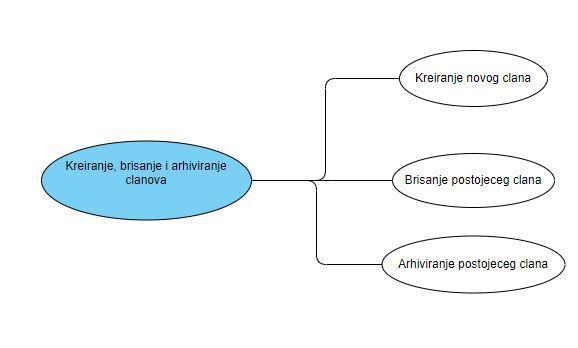 Kreiranje novog clana
Kreiranje, brisanje i arhiviranje
clanova
Brisanje postojeceg clana
Arhiviranje postojeceg clana